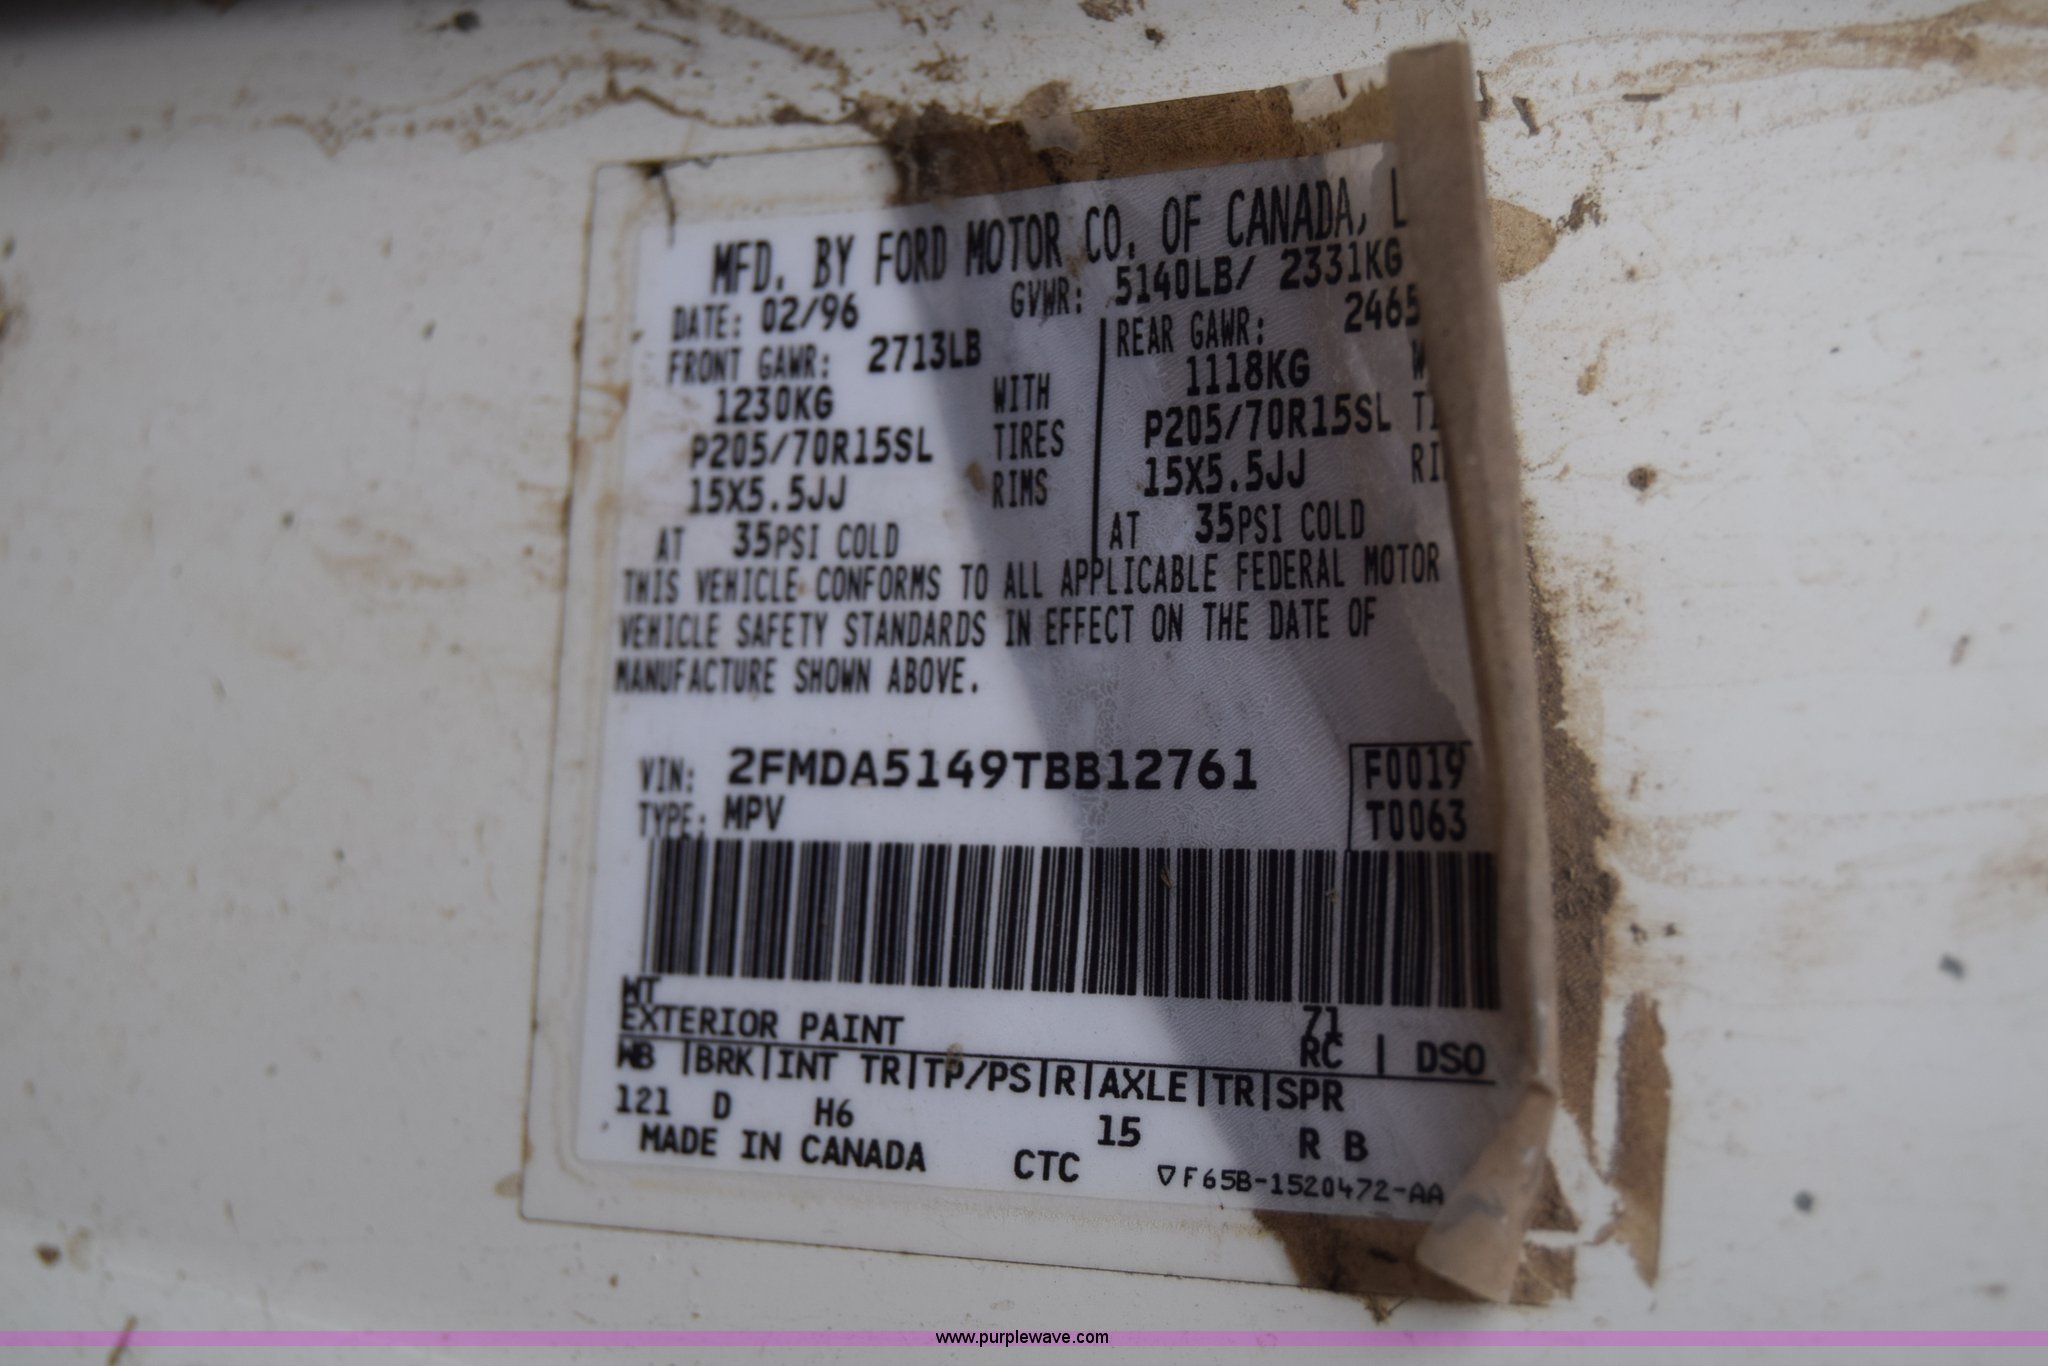 MFD. BY FORD MOTOR CO. OF CANADA, L
DATE: 02/96 GVWR: 5140LB/ 2331KG
FRONT GAWR: 2713LB REAR GAWR: 2465
1230KG WITH 1118KG W
P205/70R15SL TIRES P205/70R15SL TI
15X5.5JJ RIMS 15X5.5JJ RI
AT 35PSI COLD AT 35PSI COLD
THIS VEHICLE CONFORMS TO ALL APPLICABLE FEDERAL MOTOR
VEHICLE SAFETY STANDARDS IN EFFECT ON THE DATE OF
MANUFACTURE SHOWN ABOVE.
VIN: 2FMDA5149TBB12761 F0019
TYPE: MPV T0063
WT
EXTERIOR PAINT 71
RC | DSO
WB |BRK|INT TR|TP/PS|R|AXLE|TR|SPR
121 D H6 15 R B
MADE IN CANADA CTC ▽F65B-1520472-AA
www.purplewave.com